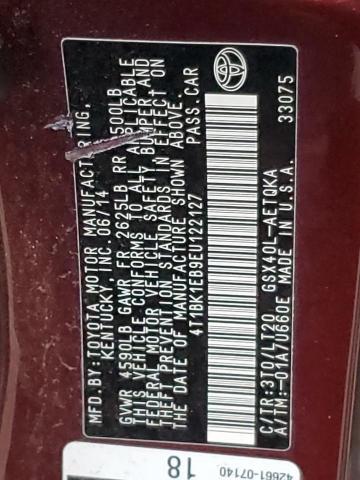 MFD. BY: TOYOTA MOTOR MANUFACTURING,
KENTUCKY, INC. 06/14
GVWR 4590LB GAWR FR 2625LB RR 2500LB
THIS VEHICLE CONFORMS TO ALL APPLICABLE
FEDERAL MOTOR VEHICLE SAFETY, BUMPER, AND
THEFT PREVENTION STANDARDS IN EFFECT ON
THE DATE OF MANUFACTURE SHOWN ABOVE.
4T1BK1EB9EU122127 PASS. CAR
C/TR:3T0/LT20 GSX40L-AETQKA
A/TM:-01A/U660E MADE IN U.S.A.
33075
42661-07140
18